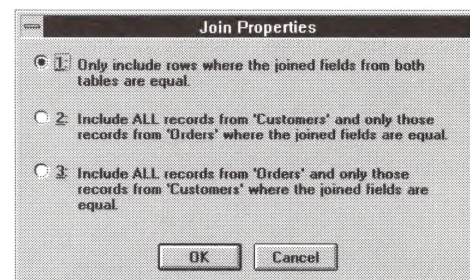 Join Properties
1: Only include rows where the joined fields from both
tables are equal.
2: Include ALL records from 'Customers' and only those
records from 'Orders' where the joined fields are equal.
3: Include ALL records from 'Orders' and only those
records from 'Customers' where the joined fields are
equal.
OK Cancel